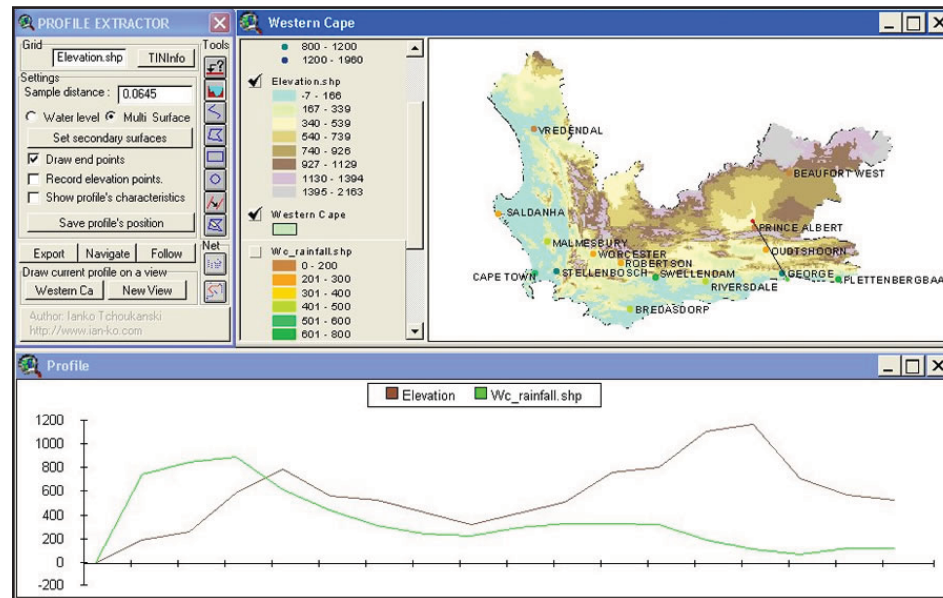 PROFILE EXTRACTOR
Grid
Elevation.shp
TINInfo
Tools
Settings
Sample distance :
0.0645
Water level
Multi Surface
Set secondary surfaces
Draw end points
Record elevation points.
Show profile's characteristics
Save profile's position
Export
Navigate
Follow
Net
Draw current profile on a view
Western Ca
New View
Author: Ianko Tchoukanski
http://www.ian-ko.com
Western Cape
800 - 1200
1200 - 1960
Elevation.shp
-7 - 166
167 - 339
340 - 539
540 - 739
740 - 926
927 - 1129
1130 - 1394
1395 - 2163
Western Cape
Wc_rainfall.shp
0 - 200
201 - 300
301 - 400
401 - 500
501 - 600
601 - 800
VREDENDAL
BEAUFORT WEST
SALDANHA
PRINCE ALBERT
MALMESBURY
WORCESTER
OUDTSHOORN
ROBERTSON
CAPE TOWN
STELLENBOSCH
SWELLENDAM
GEORGE
PLETTENBERGBAAI
RIVERSDALE
BREDASDORP
Profile
Elevation
Wc_rainfall.shp
1200
1000
800
600
400
200
0
-200